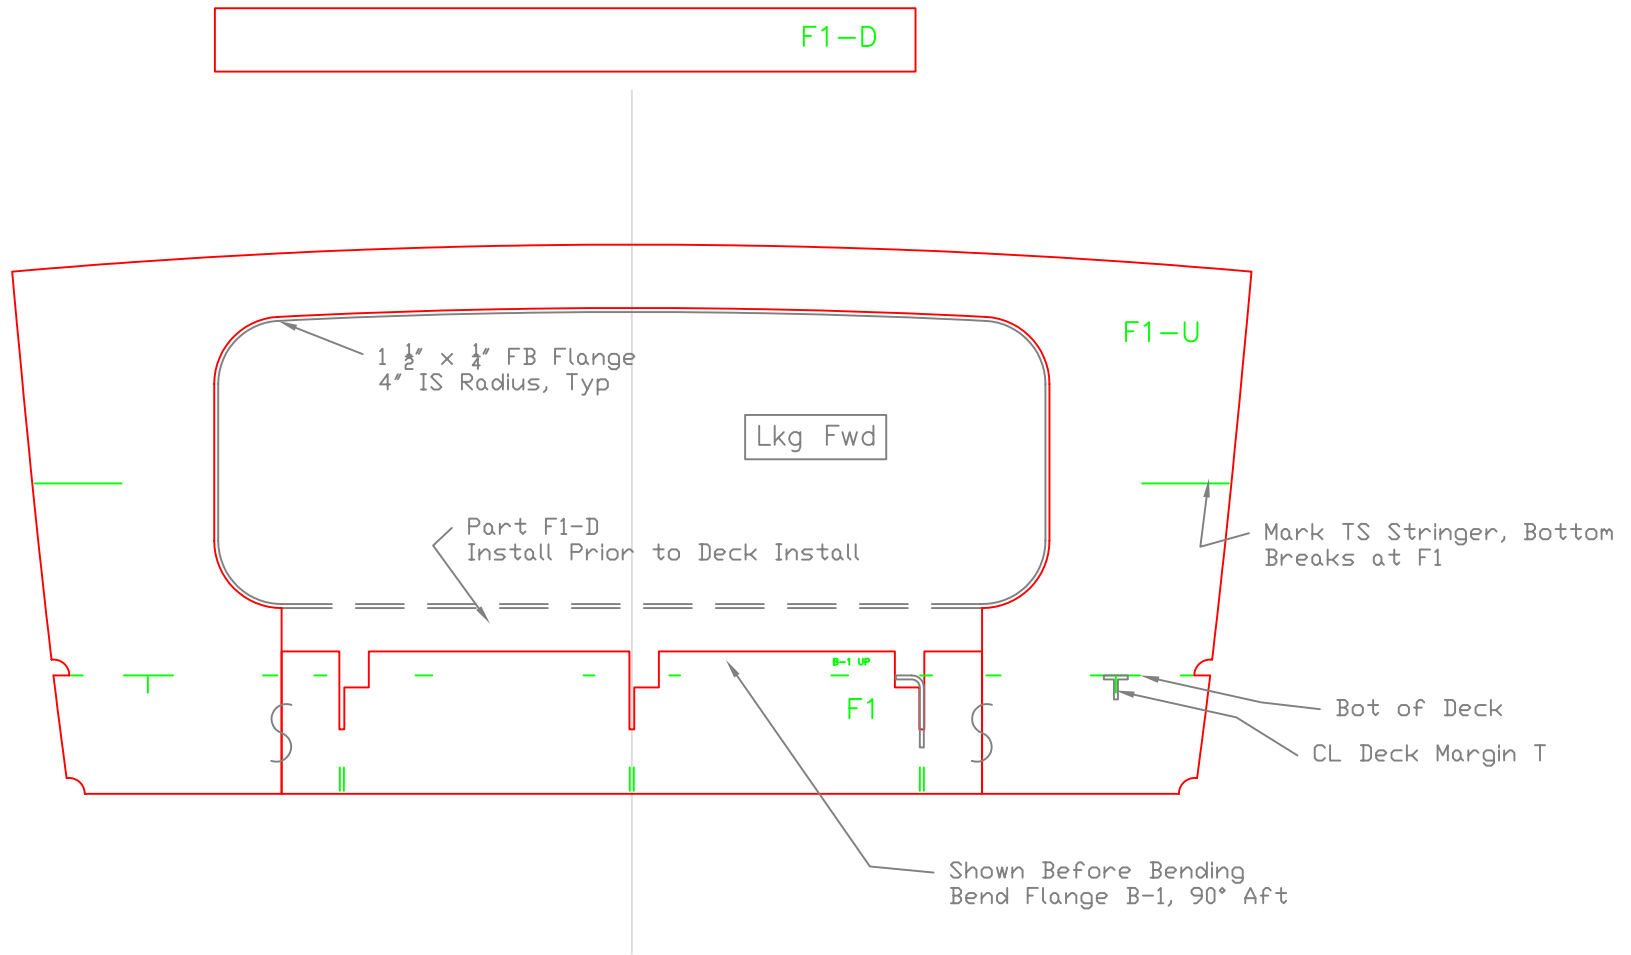 F1-D
F1-U
1 1/2" x 1/4" FB Flange
4" IS Radius, Typ
Lkg Fwd
Part F1-D
Install Prior to Deck Install
Mark TS Stringer, Bottom
Breaks at F1
B-1 UP
F1
Bot of Deck
CL Deck Margin T
Shown Before Bending
Bend Flange B-1, 90° Aft